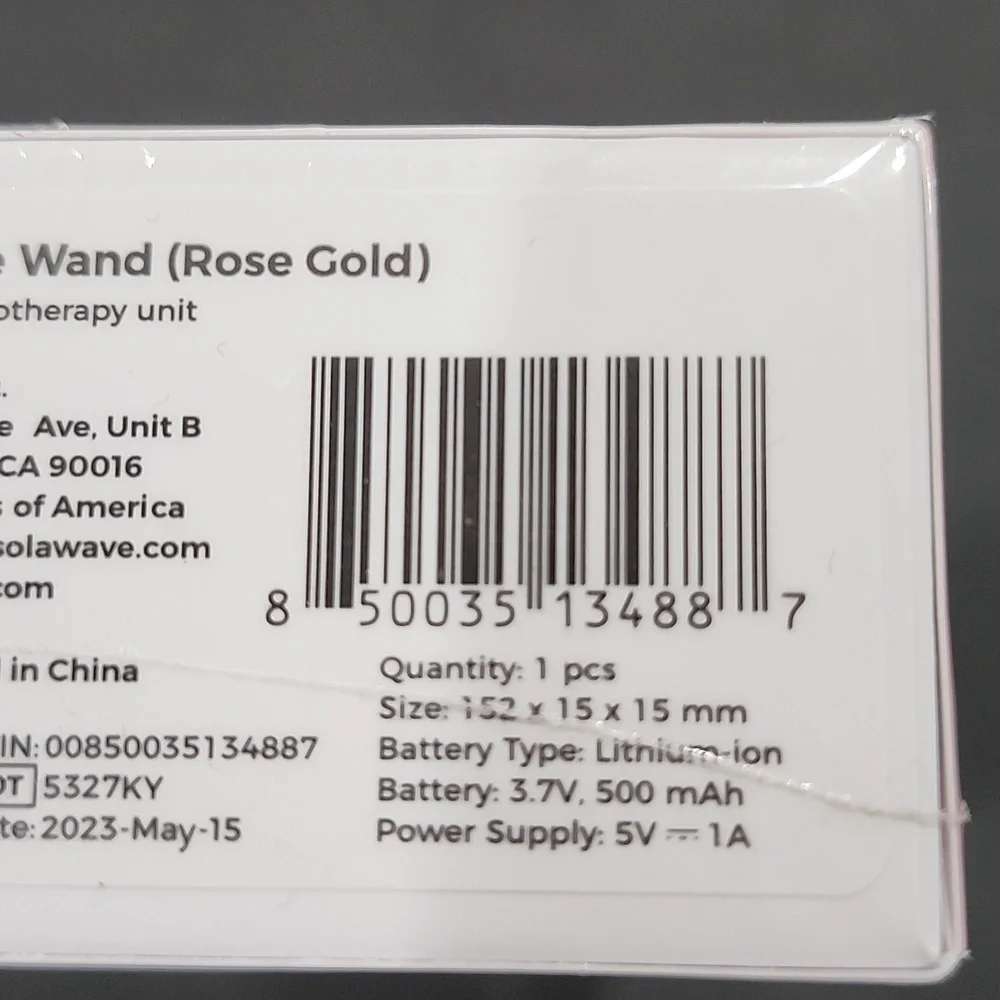 e Wand (Rose Gold)
otherapy unit
.
e Ave, Unit B
CA 90016
s of America
solawave.com
com
8 50035 13488 7
in China
Quantity: 1 pcs
Size: 152 x 15 x 15 mm
IN: 00850035134887
Battery Type: Lithium-ion
OT 5327KY
Battery: 3.7V, 500 mAh
te: 2023-May-15
Power Supply: 5V ⎓ 1A